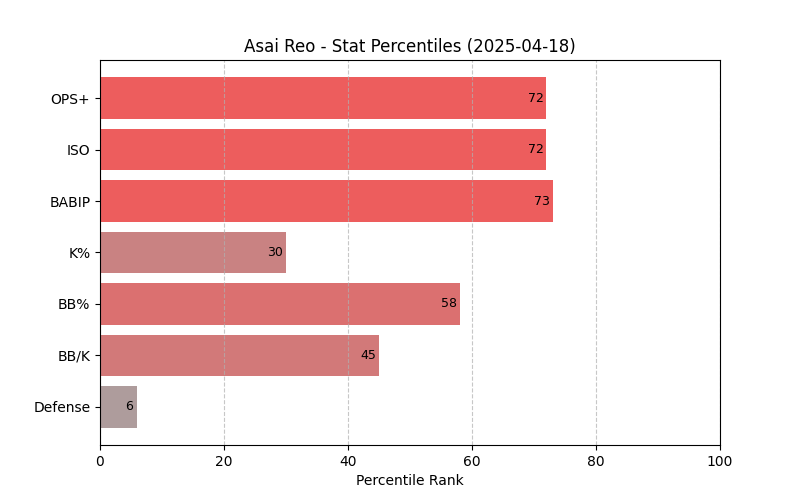 Asai Reo - Stat Percentiles (2025-04-18)
OPS+ 72
ISO 72
BABIP 73
K% 30
BB% 58
BB/K 45
Defense 6
0 20 40 60 80 100
Percentile Rank